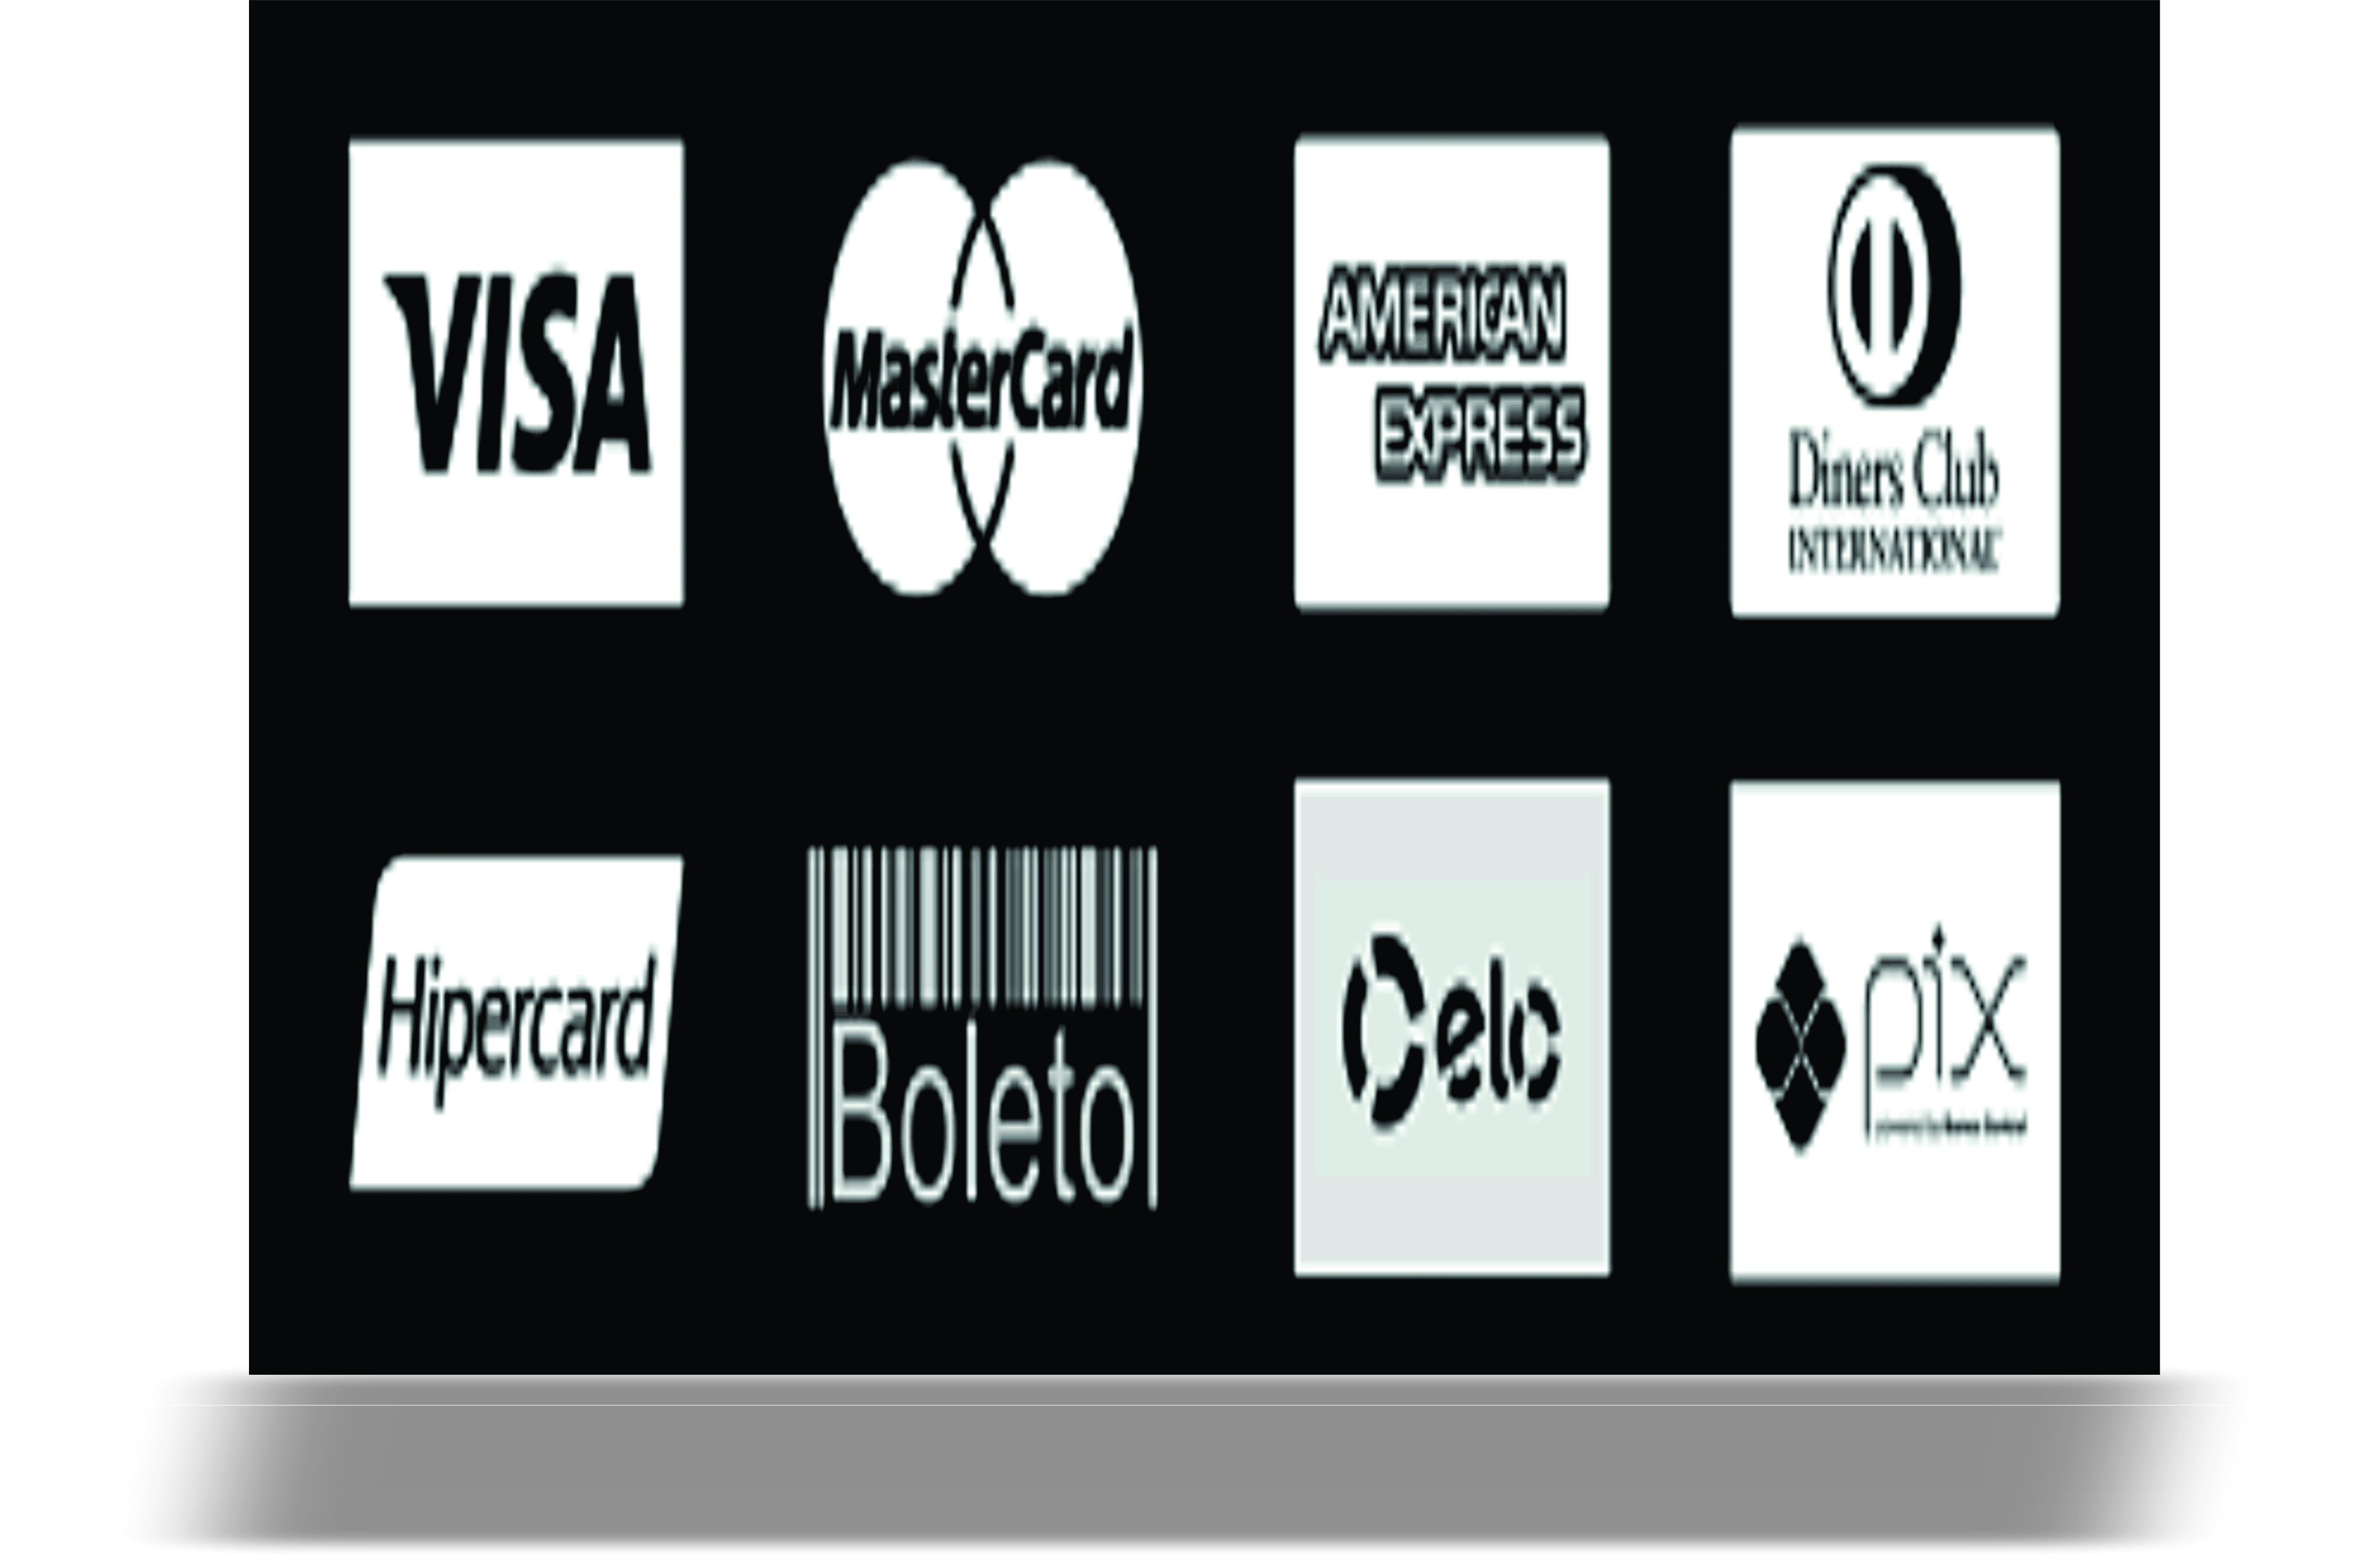 VISA
MasterCard
AMERICAN
EXPRESS
Diners Club
INTERNATIONAL
Hipercard
Boleto
elo
pix